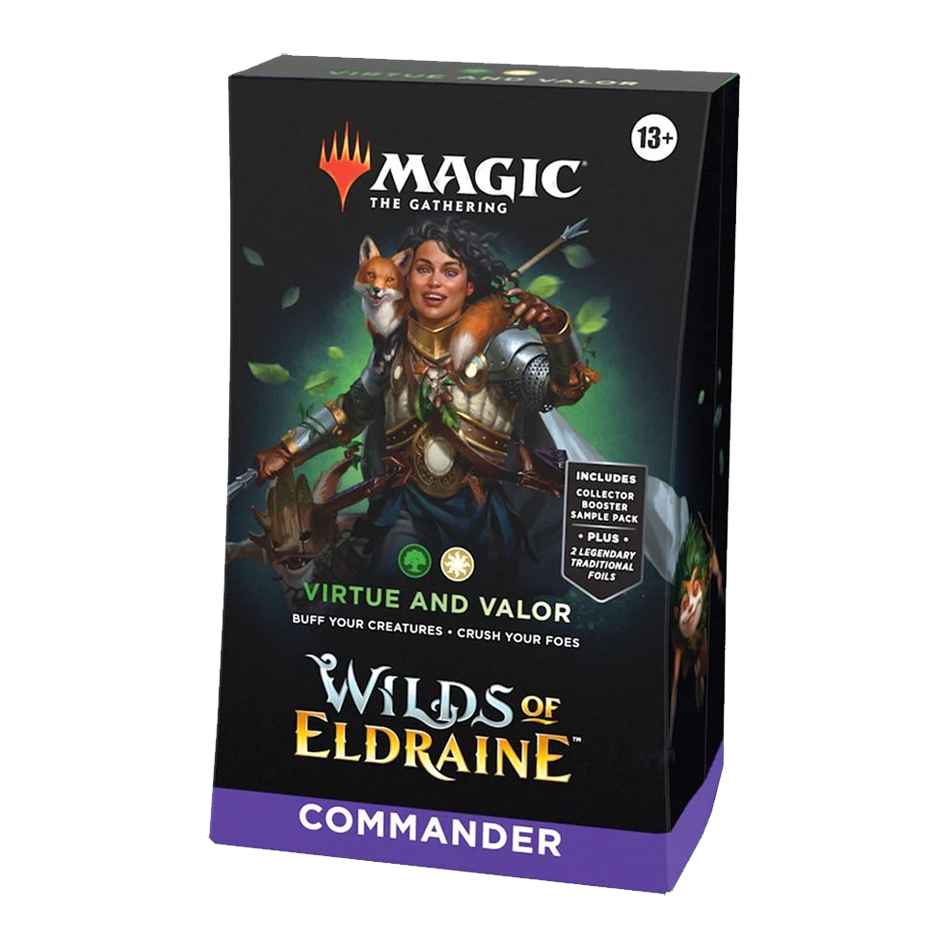 VIRTUE AND VALOR
13+
MAGIC
THE GATHERING
INCLUDES
COLLECTOR
BOOSTER
SAMPLE PACK
• PLUS •
2 LEGENDARY
TRADITIONAL
FOILS
VIRTUE AND VALOR
BUFF YOUR CREATURES • CRUSH YOUR FOES
WILDS OF
ELDRAINE™
COMMANDER